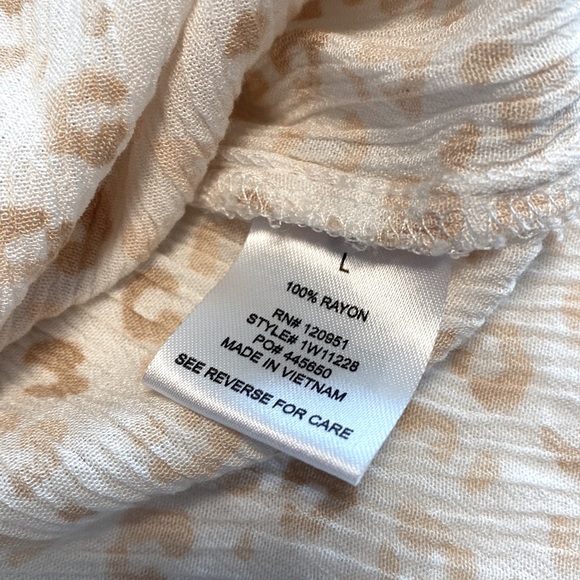 L
100% RAYON
RN# 120951
STYLE# 1W11228
PO# 445650
MADE IN VIETNAM
SEE REVERSE FOR CARE